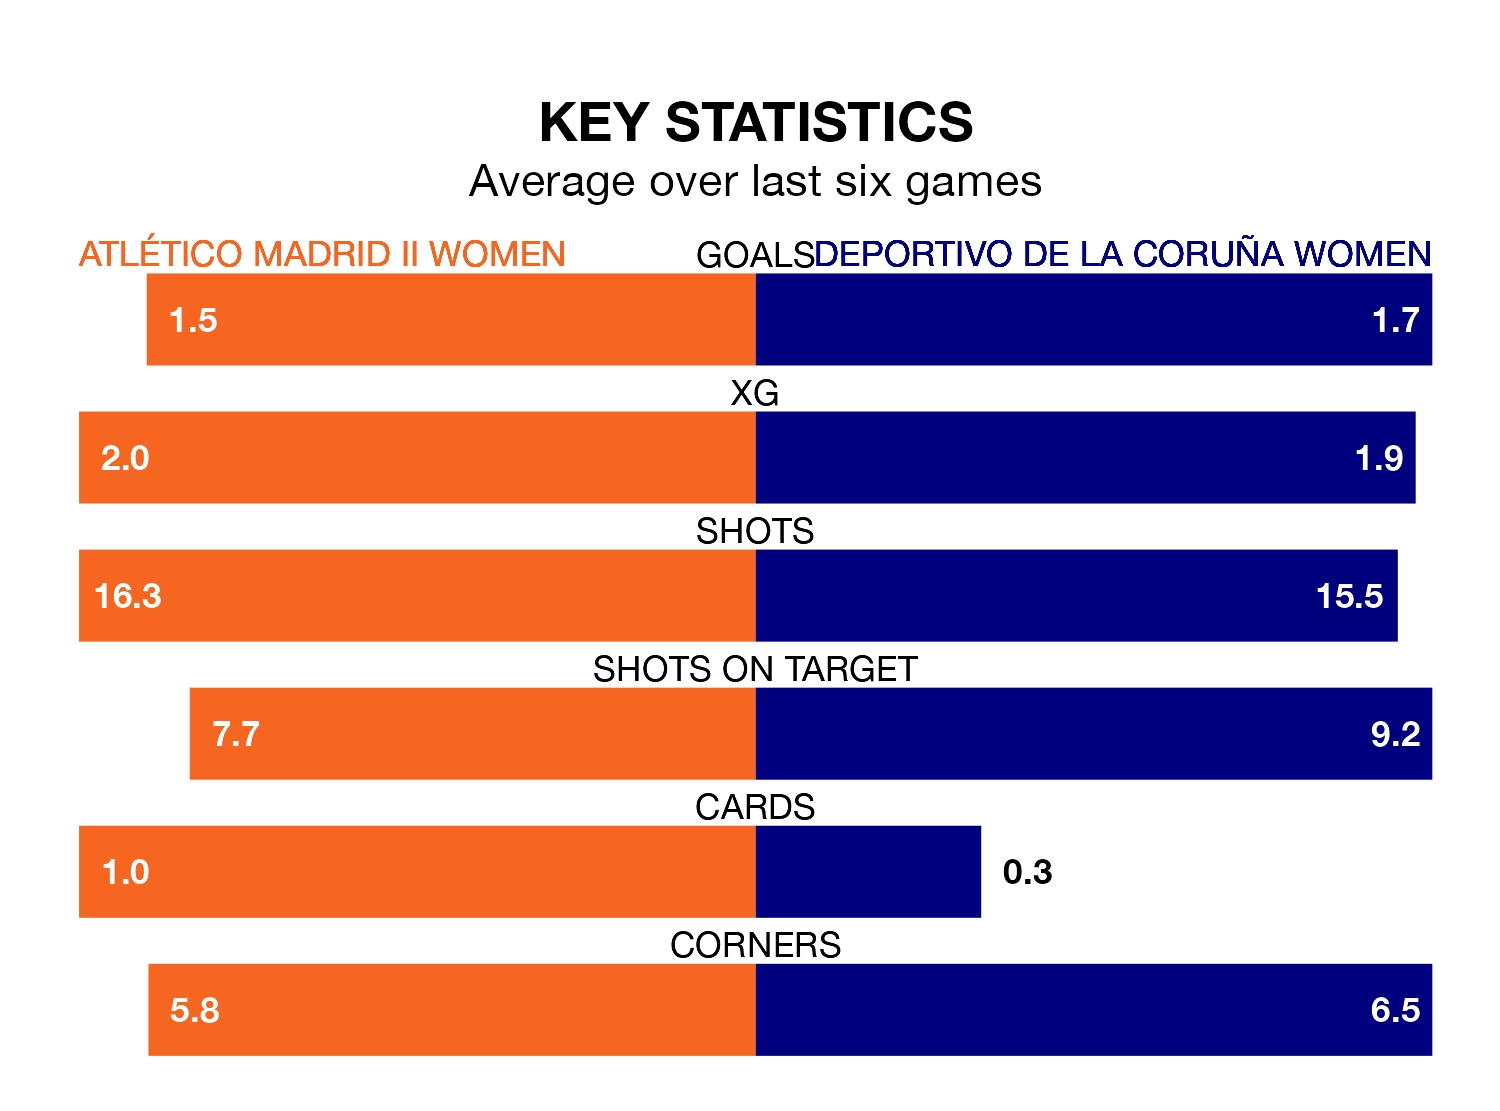 KEY STATISTICS
Average over last six games
ATLÉTICO MADRID II WOMEN GOALS DEPORTIVO DE LA CORUÑA WOMEN
1.5 1.7
XG
2.0 1.9
SHOTS
16.3 15.5
SHOTS ON TARGET
7.7 9.2
CARDS
1.0 0.3
CORNERS
5.8 6.5